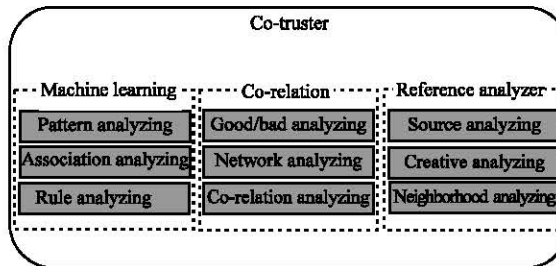 Co-truster
Machine learning
Co-relation
Reference analyzer
Pattern analyzing
Good/bad analyzing
Source analyzing
Association analyzing
Network analyzing
Creative analyzing
Rule analyzing
Co-relation analyzing
Neighborhood analyzing